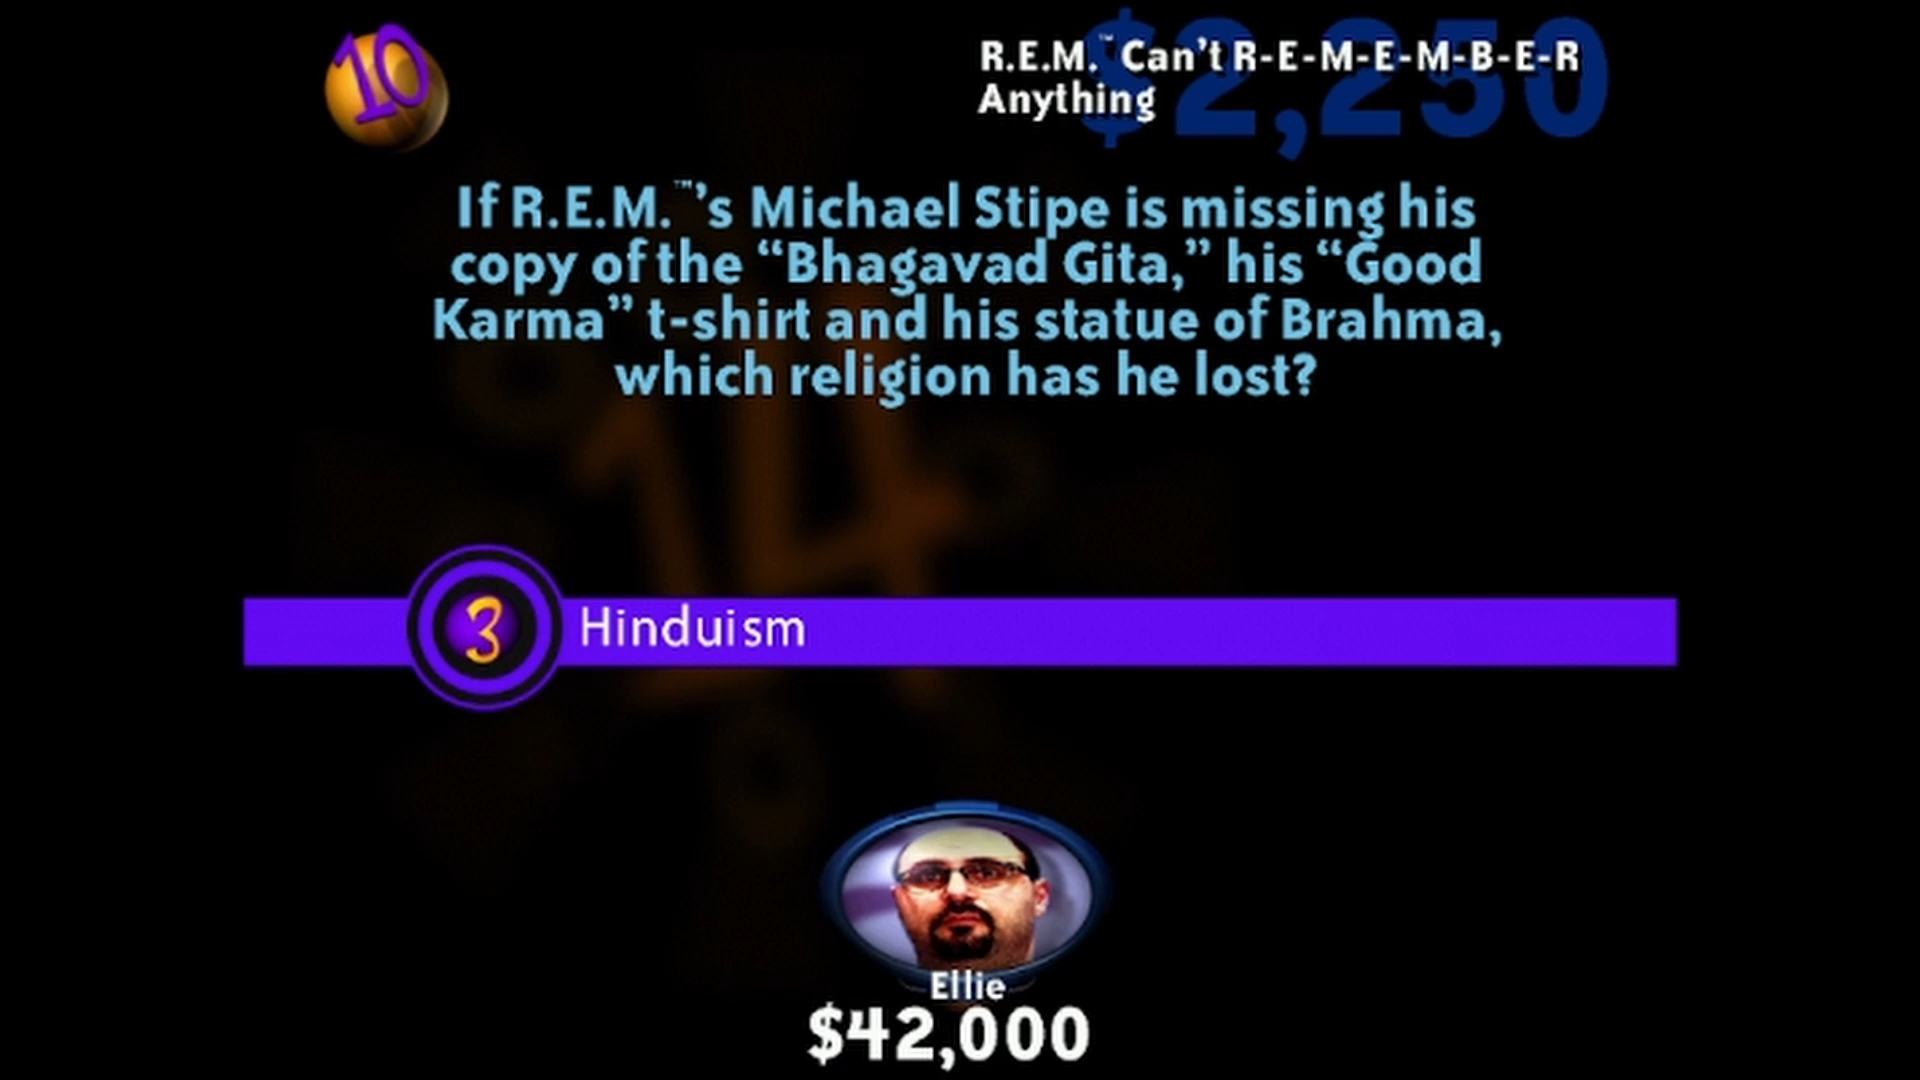 10
$2,250
R.E.M.™ Can't R-E-M-E-M-B-E-R
Anything
If R.E.M.™'s Michael Stipe is missing his
copy of the “Bhagavad Gita,” his “Good
Karma” t-shirt and his statue of Brahma,
which religion has he lost?
14
3 Hinduism
Ellie
$42,000